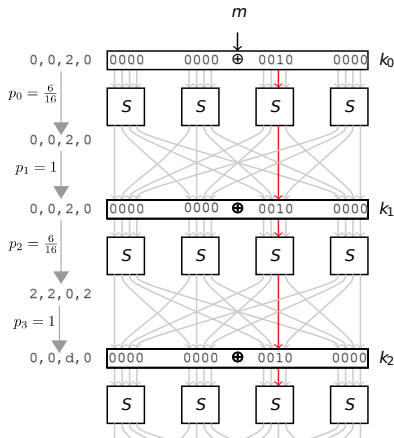 m
0,0,2,0 0000 0000 ⊕ 0010 0000 k₀
p₀ = 6/16 S S S S
0,0,2,0
p₁ = 1
0,0,2,0 0000 0000 ⊕ 0010 0000 k₁
p₂ = 6/16 S S S S
2,2,0,2
p₃ = 1
0,0,d,0 0000 0000 ⊕ 0010 0000 k₂
S S S S